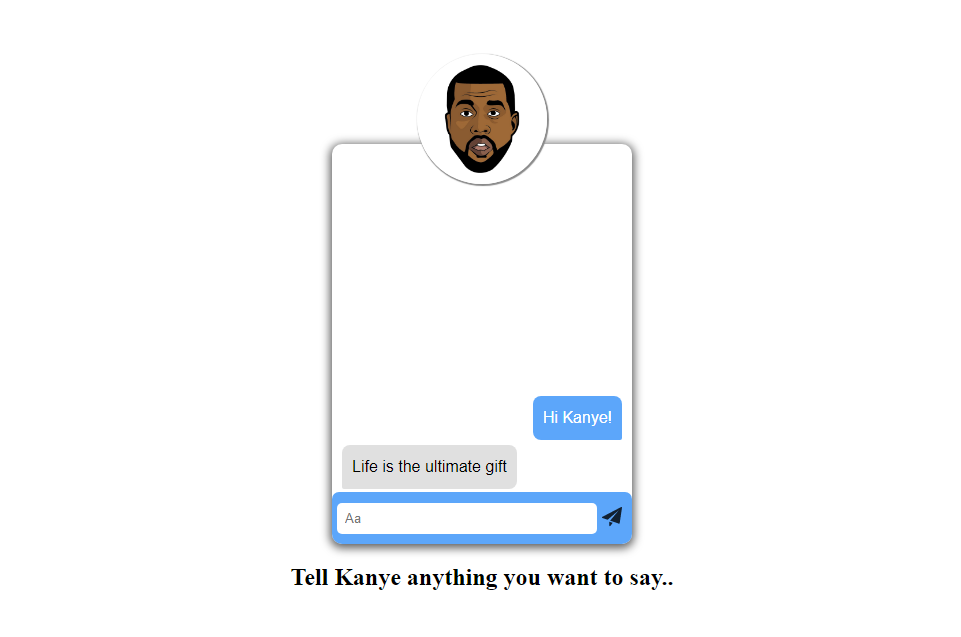 Hi Kanye!
Life is the ultimate gift
Aa
Tell Kanye anything you want to say..